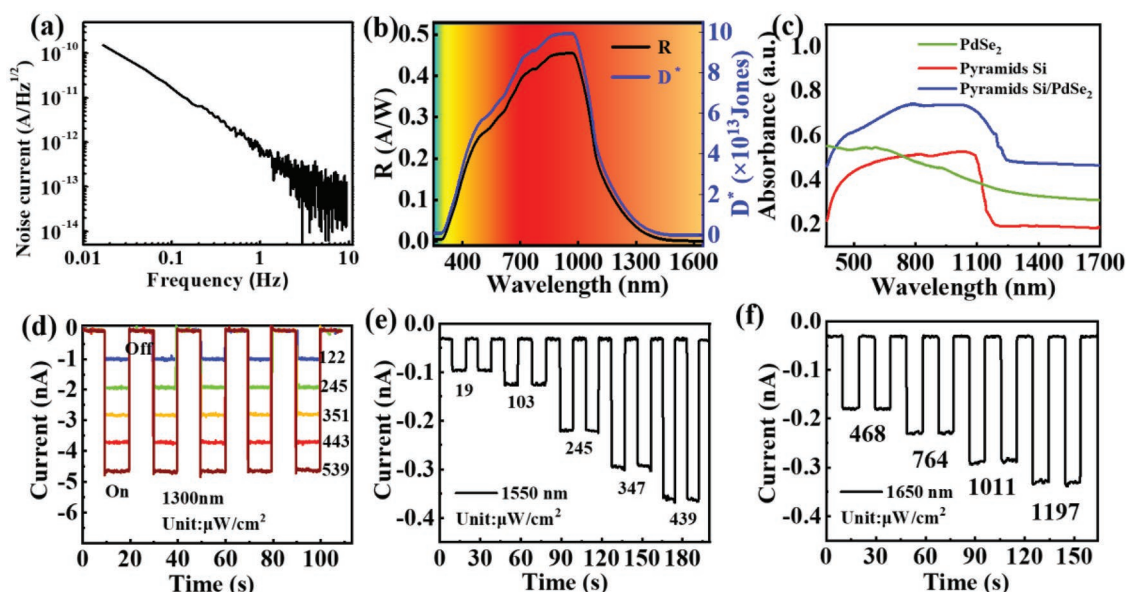 (a)
Noise current (A/Hz^1/2)
10^-10
10^-11
10^-12
10^-13
10^-14
0.01 0.1 1 10
Frequency (Hz)
(b)
R
D*
R (A/W)
0.5
0.4
0.3
0.2
0.1
0.0
D* (×10^13 Jones)
10
8
6
4
2
0
400 700 1000 1300 1600
Wavelength (nm)
(c)
PdSe₂
Pyramids Si
Pyramids Si/PdSe₂
Absorbance (a.u.)
1.0
0.8
0.6
0.4
0.2
500 800 1100 1400 1700
Wavelength (nm)
(d)
Off
On
122
245
351
443
539
1300nm
Unit:μW/cm²
Current (nA)
0
-1
-2
-3
-4
-5
-6
0 20 40 60 80 100
Time (s)
(e)
19
103
245
347
439
1550 nm
Unit:μW/cm²
Current (nA)
0.0
-0.1
-0.2
-0.3
-0.4
0 30 60 90 120 150 180
Time (s)
(f)
468
764
1011
1197
1650 nm
Unit:μW/cm²
Current (nA)
0.0
-0.1
-0.2
-0.3
-0.4
0 30 60 90 120 150
Time (s)